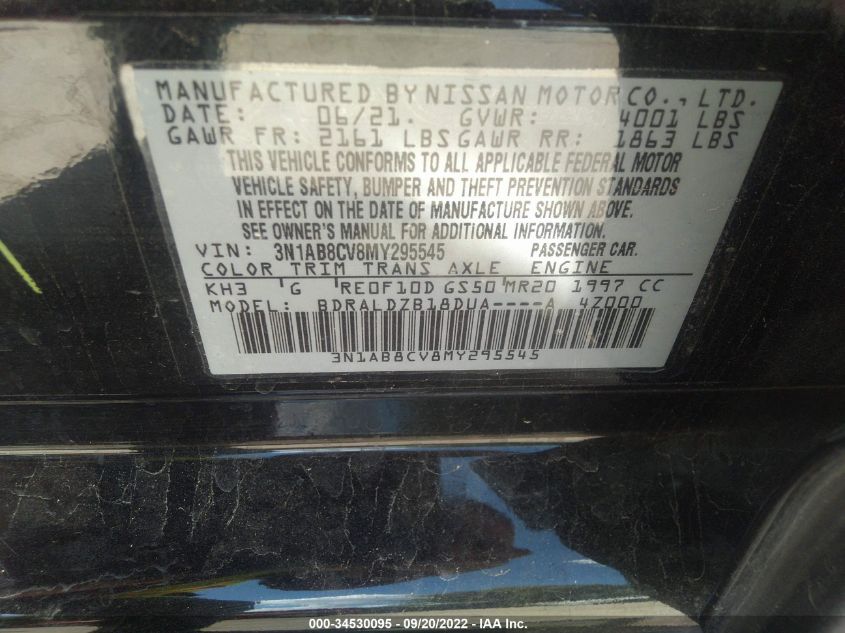 MANUFACTURED BY NISSAN MOTOR CO., LTD.
DATE: 06/21. GVWR: 4001 LBS
GAWR FR: 2161 LBS GAWR RR: 1863 LBS
THIS VEHICLE CONFORMS TO ALL APPLICABLE FEDERAL MOTOR
VEHICLE SAFETY, BUMPER AND THEFT PREVENTION STANDARDS
IN EFFECT ON THE DATE OF MANUFACTURE SHOWN ABOVE.
SEE OWNER'S MANUAL FOR ADDITIONAL INFORMATION.
VIN: 3N1AB8CV8MY295545 PASSENGER CAR.
COLOR TRIM TRANS AXLE ENGINE
KH3 G RE0F10D GS50 MR20 1997 CC
MODEL: BDRALDZB18DUA----A 4Z000
3N1AB8CV8MY295545
000-34530095 - 09/20/2022 - IAA Inc.